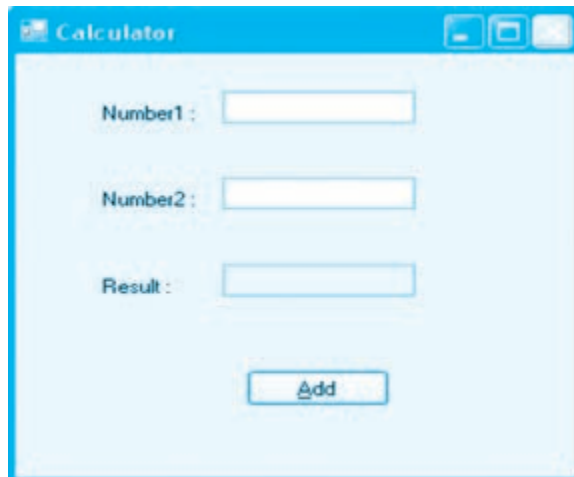 Calculator
Number1 :
Number2 :
Result :
Add